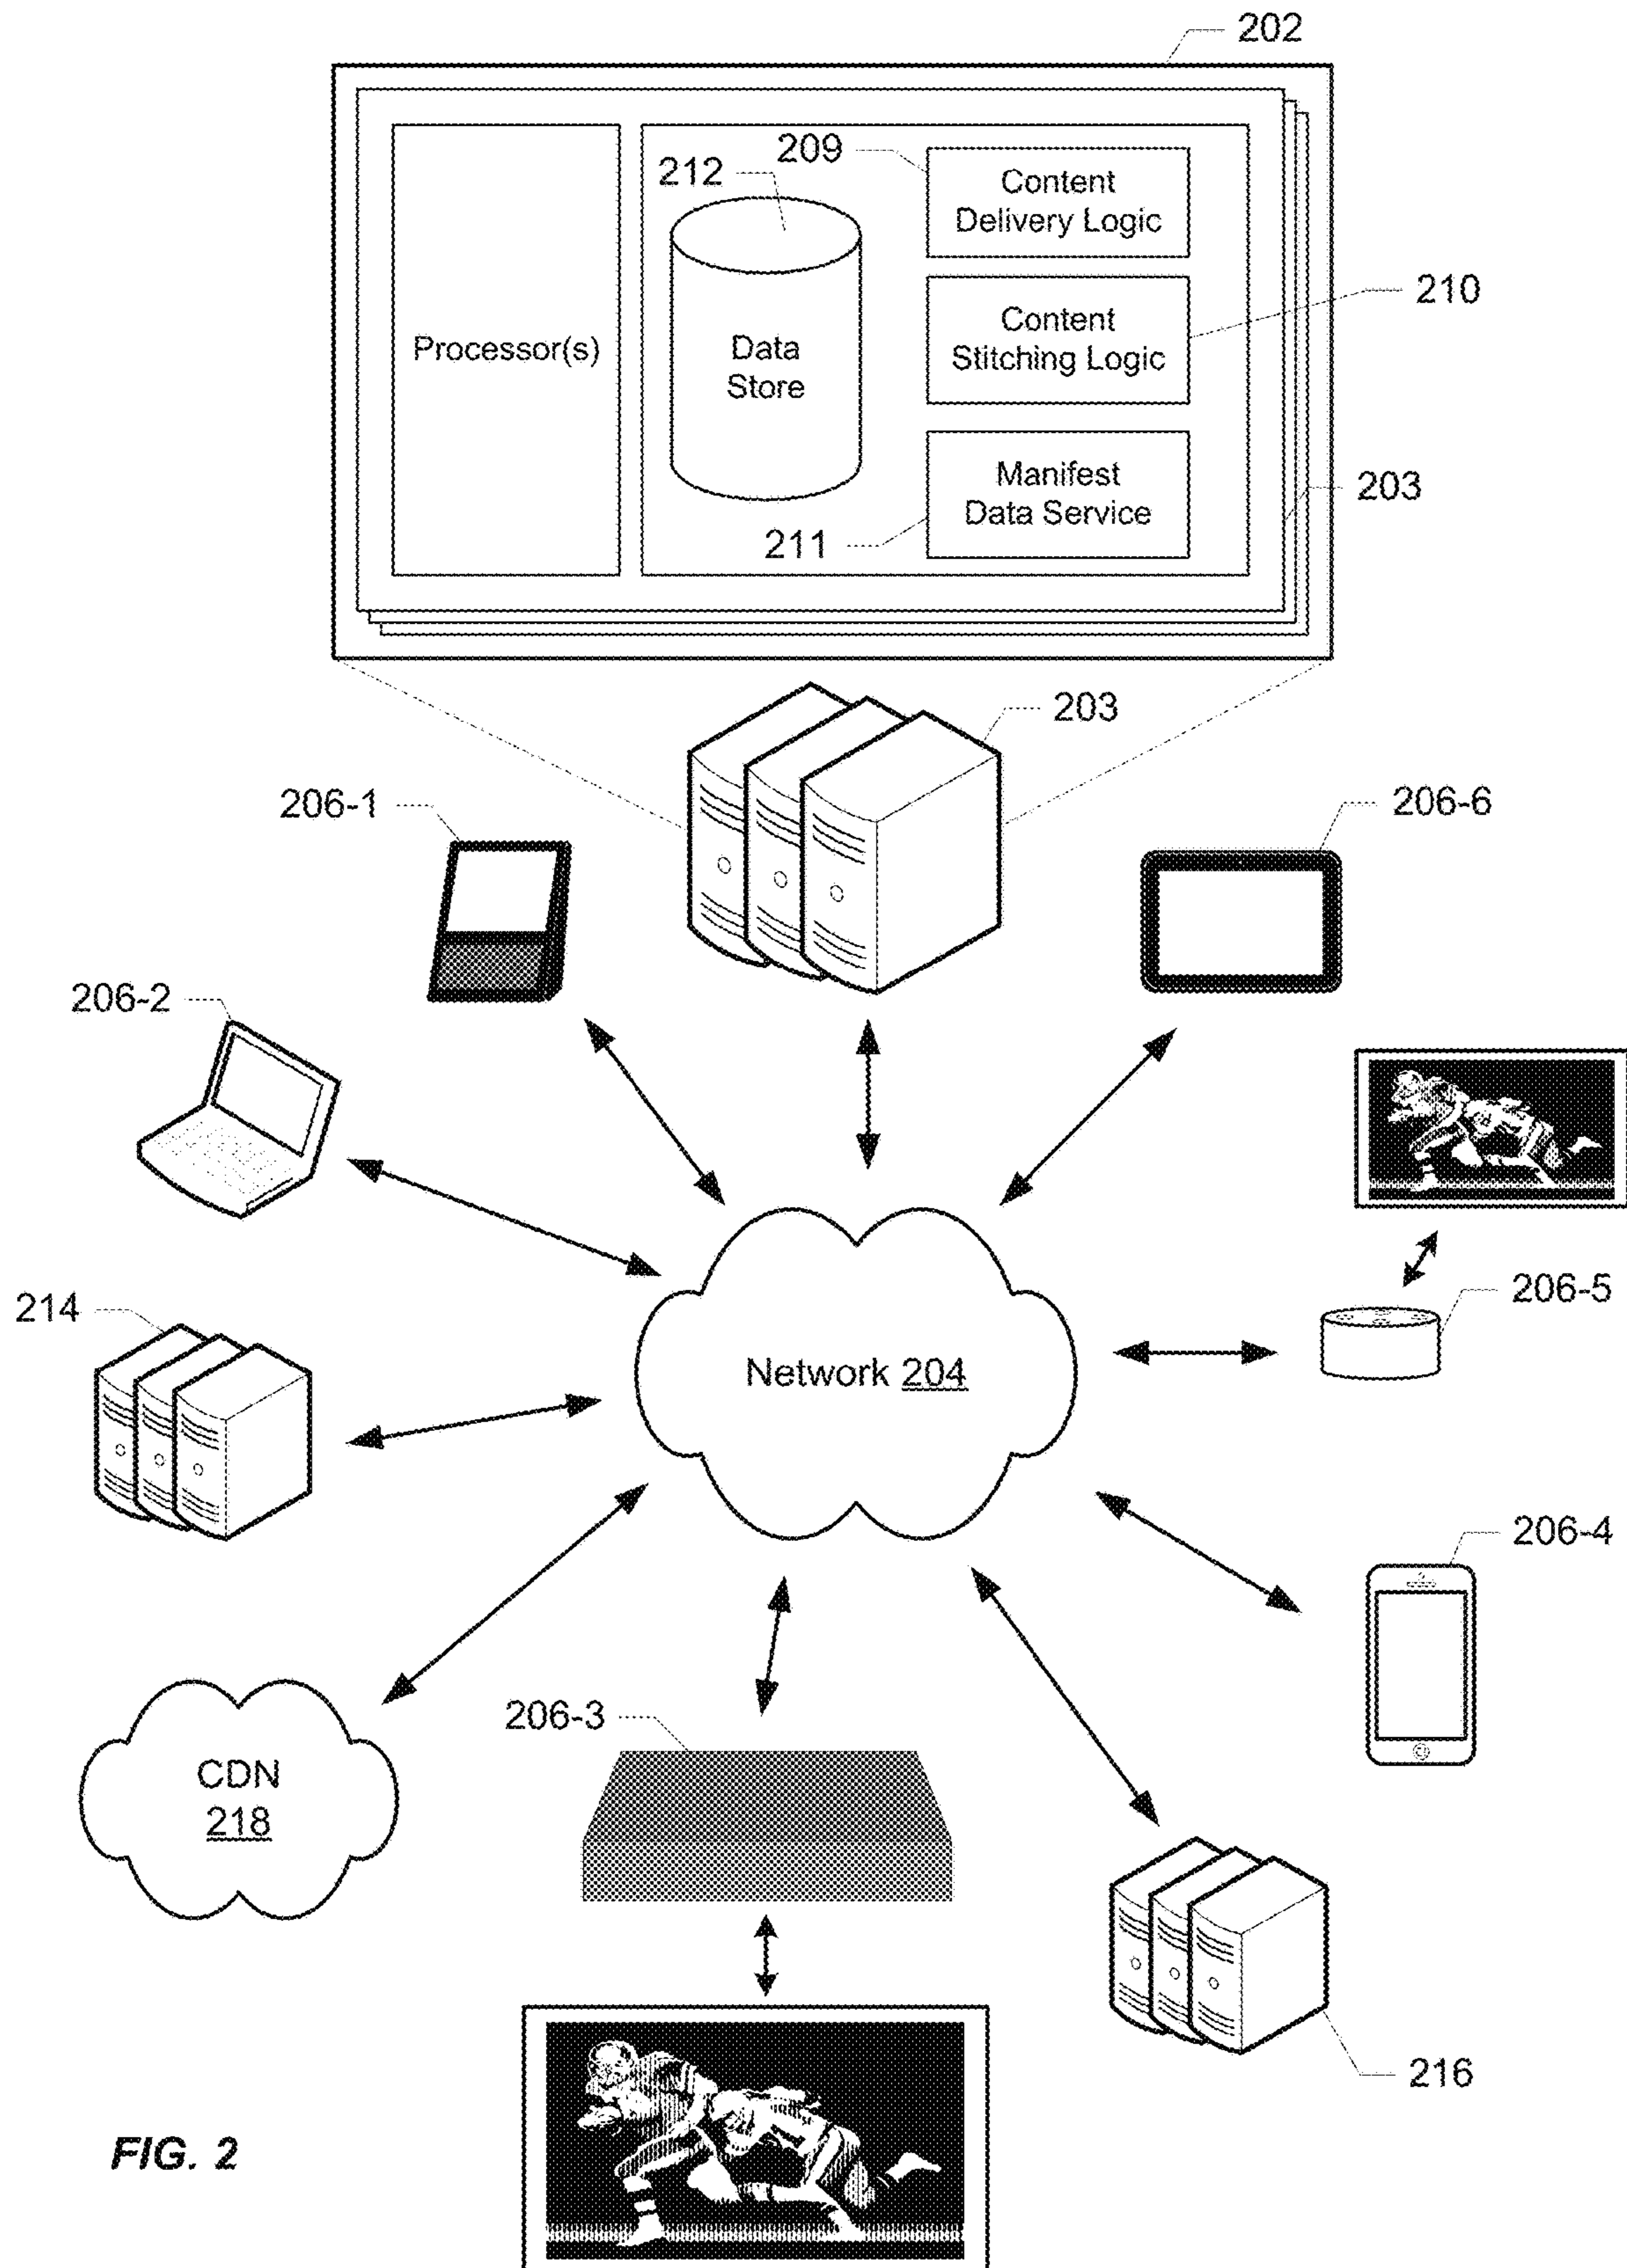 202
209
212
Content
Delivery Logic
210
Content
Stitching Logic
Processor(s)
Data
Store
203
Manifest
Data Service
211
203
206-1
206-6
206-2
206-5
214
Network 204
206-4
206-3
CDN
218
216
FIG. 2